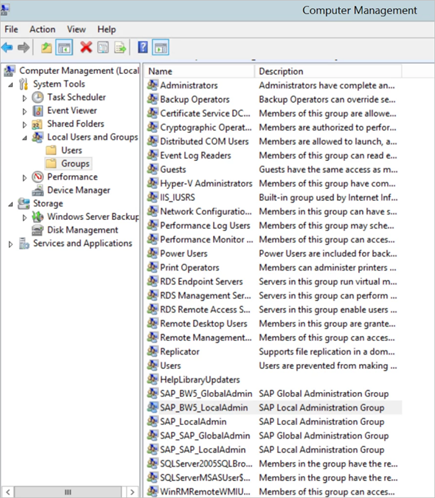 Computer Management
File Action View Help
Computer Management (Local
System Tools
Task Scheduler
Event Viewer
Shared Folders
Local Users and Groups
Users
Groups
Performance
Device Manager
Storage
Windows Server Backup
Disk Management
Services and Applications
Name Description
Administrators Administrators have complete an...
Backup Operators Backup Operators can override se...
Certificate Service DC... Members of this group are allowe...
Cryptographic Operat... Members are authorized to perfor...
Distributed COM Users Members are allowed to launch, a...
Event Log Readers Members of this group can read e...
Guests Guests have the same access as m...
Hyper-V Administrators Members of this group have com...
IIS_IUSRS Built-in group used by Internet Inf...
Network Configuratio... Members in this group can have s...
Performance Log Users Members of this group may sche...
Performance Monitor ... Members of this group can acces...
Power Users Power Users are included for back...
Print Operators Members can administer printers ...
RDS Endpoint Servers Servers in this group run virtual m...
RDS Management Ser... Servers in this group can perform ...
RDS Remote Access S... Servers in this group enable users ...
Remote Desktop Users Members in this group are grante...
Remote Management... Members of this group can acces...
Replicator Supports file replication in a dom...
Users Users are prevented from making ...
HelpLibraryUpdaters
SAP_BW5_GlobalAdmin SAP Global Administration Group
SAP_BW5_LocalAdmin SAP Local Administration Group
SAP_LocalAdmin SAP Local Administration Group
SAP_SAP_GlobalAdmin SAP Global Administration Group
SAP_SAP_LocalAdmin SAP Local Administration Group
SQLServer2005SQLBro... Members in the group have the re...
SQLServerMSASUser$... Members in the group have the re...
WinRMRemoteWMIU... Members of this group can acces...